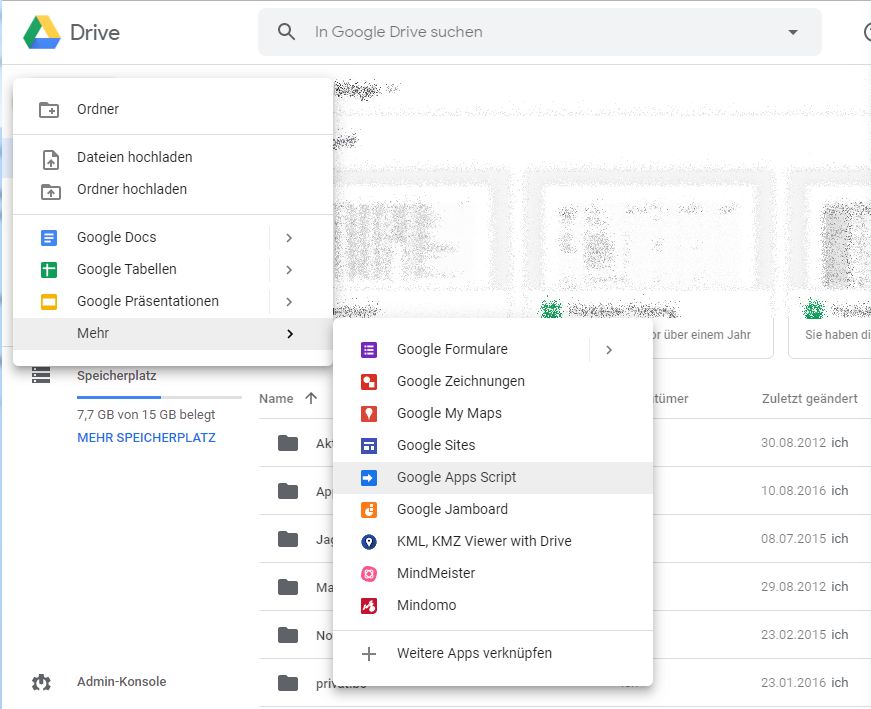 Drive
In Google Drive suchen
Ordner
Dateien hochladen
Ordner hochladen
Google Docs
Google Tabellen
Google Präsentationen
Mehr
Google Formulare
Google Zeichnungen
Google My Maps
Google Sites
Google Apps Script
Google Jamboard
KML, KMZ Viewer with Drive
MindMeister
Mindomo
Weitere Apps verknüpfen
or über einem Jahr
Sie haben di
Speicherplatz
7,7 GB von 15 GB belegt
MEHR SPEICHERPLATZ
Admin-Konsole
Name tümer Zuletzt geändert
Ak 30.08.2012 ich
Ap 10.08.2016 ich
Jag 08.07.2015 ich
Ma 29.08.2012 ich
No 23.02.2015 ich
23.01.2016 ich